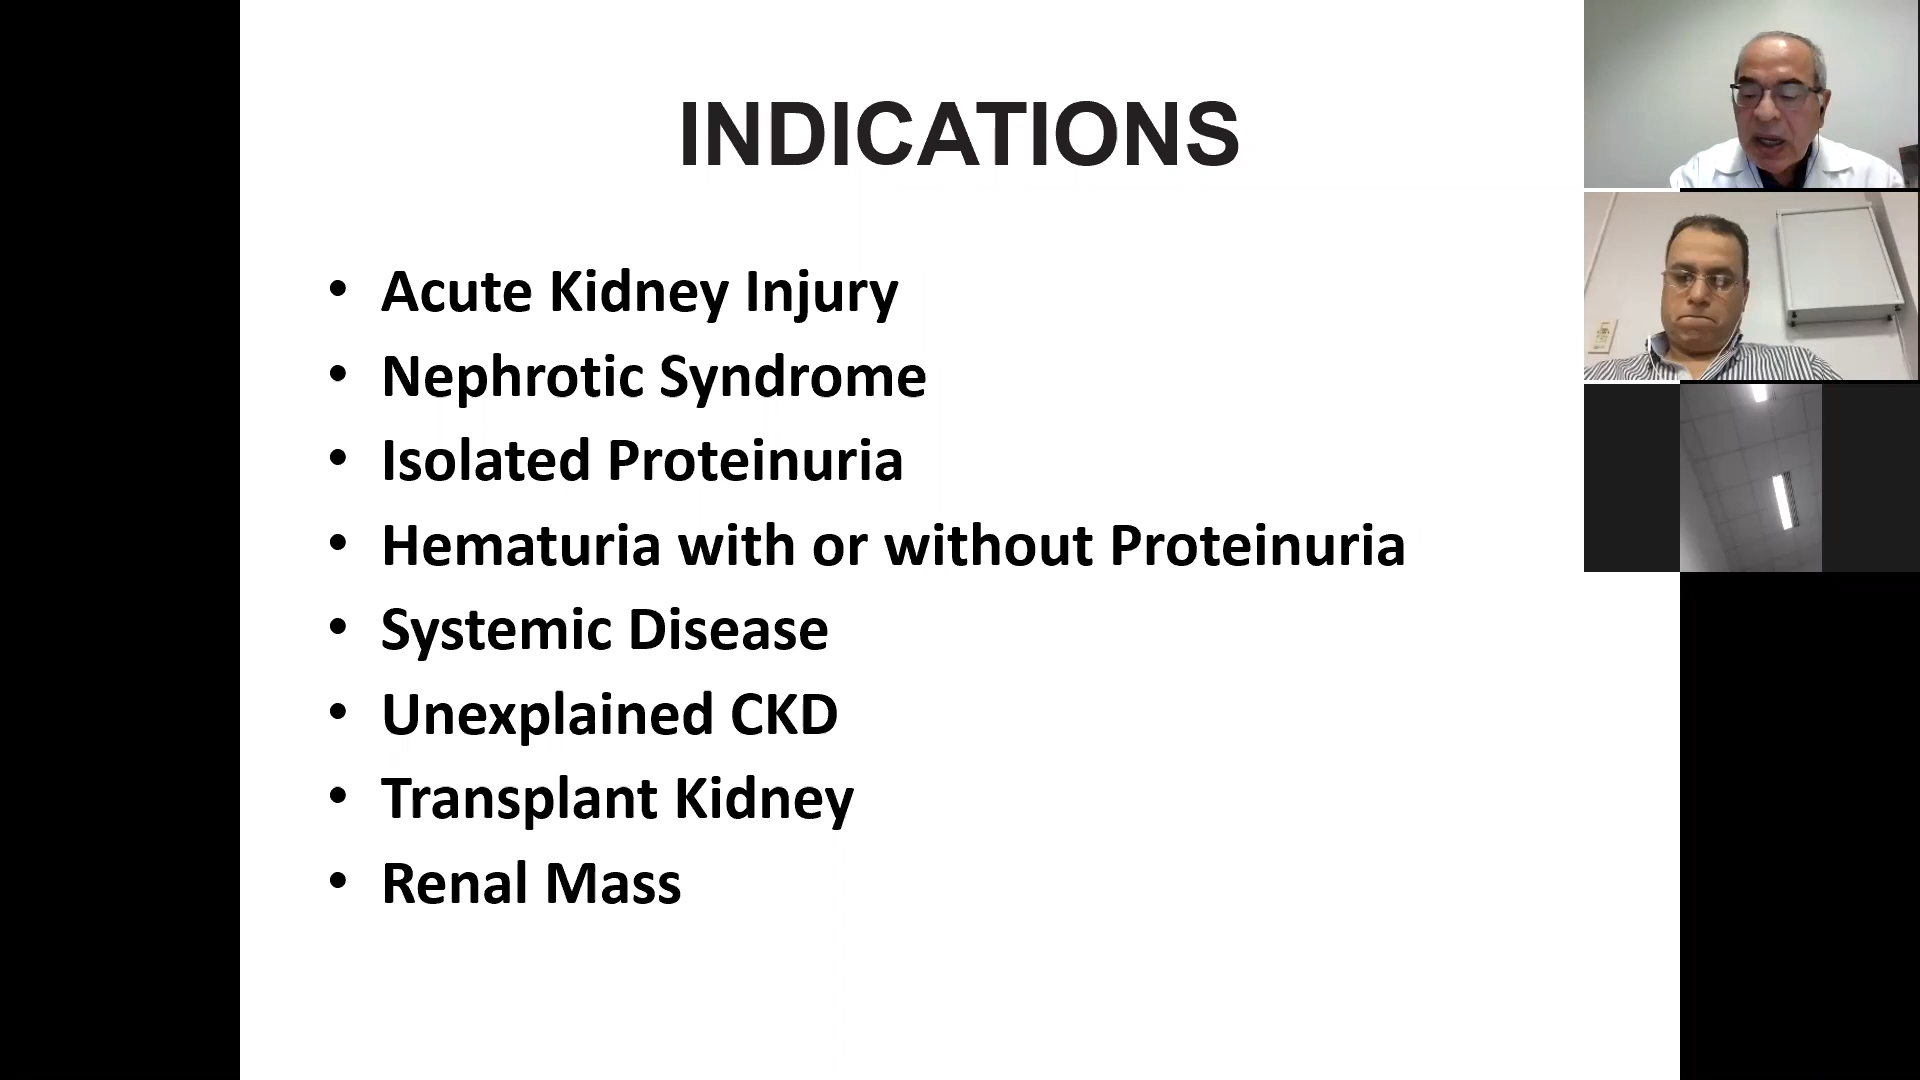 INDICATIONS
• Acute Kidney Injury
• Nephrotic Syndrome
• Isolated Proteinuria
• Hematuria with or without Proteinuria
• Systemic Disease
• Unexplained CKD
• Transplant Kidney
• Renal Mass